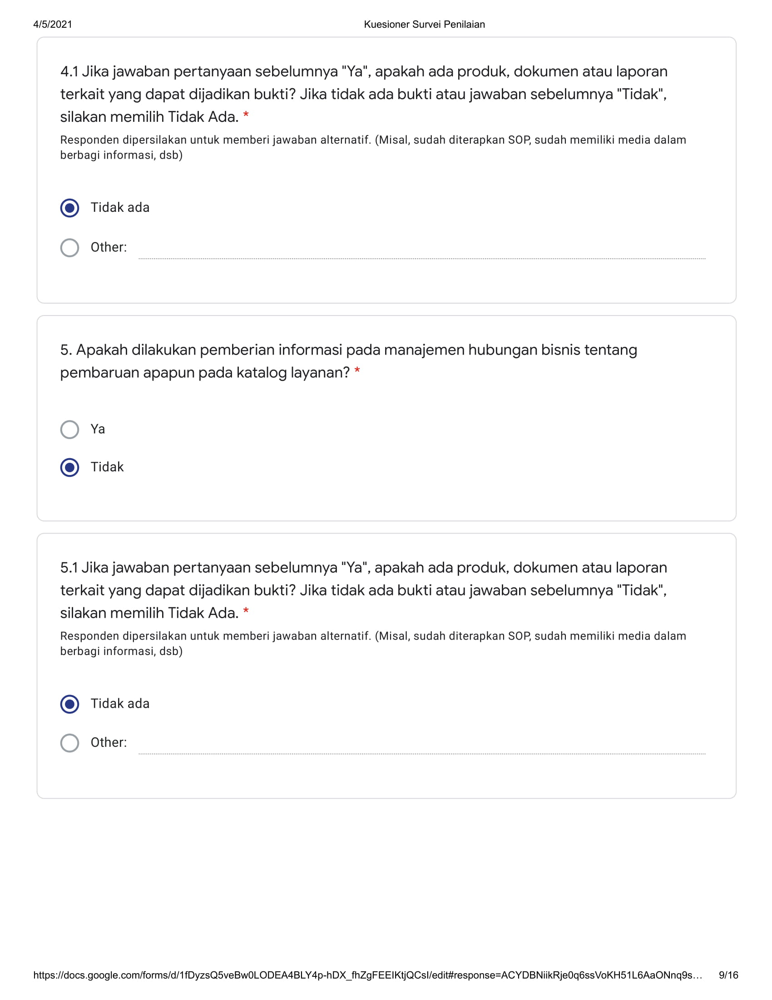 4/5/2021
Kuesioner Survei Penilaian
4.1 Jika jawaban pertanyaan sebelumnya "Ya", apakah ada produk, dokumen atau laporan
terkait yang dapat dijadikan bukti? Jika tidak ada bukti atau jawaban sebelumnya "Tidak",
silakan memilih Tidak Ada. *
Responden dipersilakan untuk memberi jawaban alternatif. (Misal, sudah diterapkan SOP, sudah memiliki media dalam
berbagi informasi, dsb)
Tidak ada
Other:
5. Apakah dilakukan pemberian informasi pada manajemen hubungan bisnis tentang
pembaruan apapun pada katalog layanan? *
Ya
Tidak
5.1 Jika jawaban pertanyaan sebelumnya "Ya", apakah ada produk, dokumen atau laporan
terkait yang dapat dijadikan bukti? Jika tidak ada bukti atau jawaban sebelumnya "Tidak",
silakan memilih Tidak Ada. *
Responden dipersilakan untuk memberi jawaban alternatif. (Misal, sudah diterapkan SOP, sudah memiliki media dalam
berbagi informasi, dsb)
Tidak ada
Other:
https://docs.google.com/forms/d/1fDyzsQ5veBw0LODEA4BLY4p-hDX_fhZgFEEIKtjQCsI/edit#response=ACYDBNiikRje0q6ssVoKH51L6AaONnq9s…
9/16